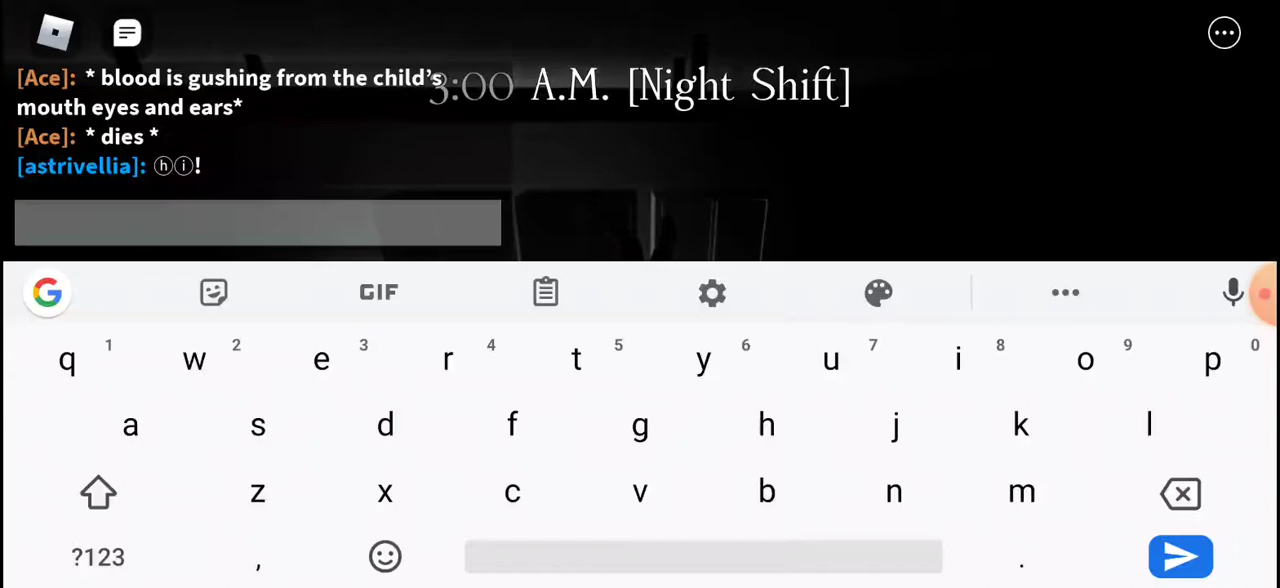 [Ace]: * blood is gushing from the child's
mouth eyes and ears*
[Ace]: * dies *
[astrivellia]: ⓗⓘ!
3:00 A.M. [Night Shift]
GIF
q 1 w 2 e 3 r 4 t 5 y 6 u 7 i 8 o 9 p 0
a s d f g h j k l
z x c v b n m
?123 , .